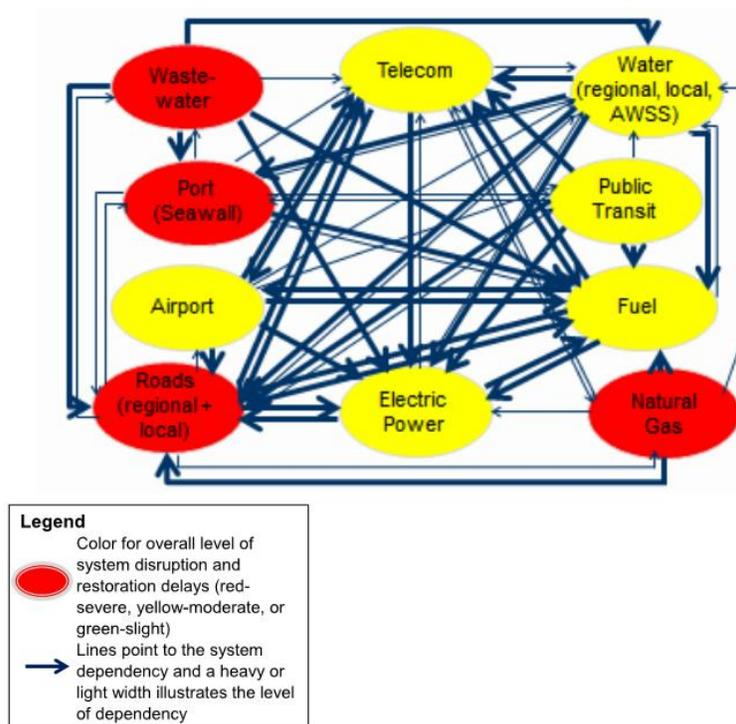 Waste-
water
Telecom
Water
(regional, local,
AWSS)
Port
(Seawall)
Public
Transit
Airport
Fuel
Roads
(regional +
local)
Electric
Power
Natural
Gas
Legend
Color for overall level of
system disruption and
restoration delays (red-
severe, yellow-moderate, or
green-slight)
Lines point to the system
dependency and a heavy or
light width illustrates the level
of dependency